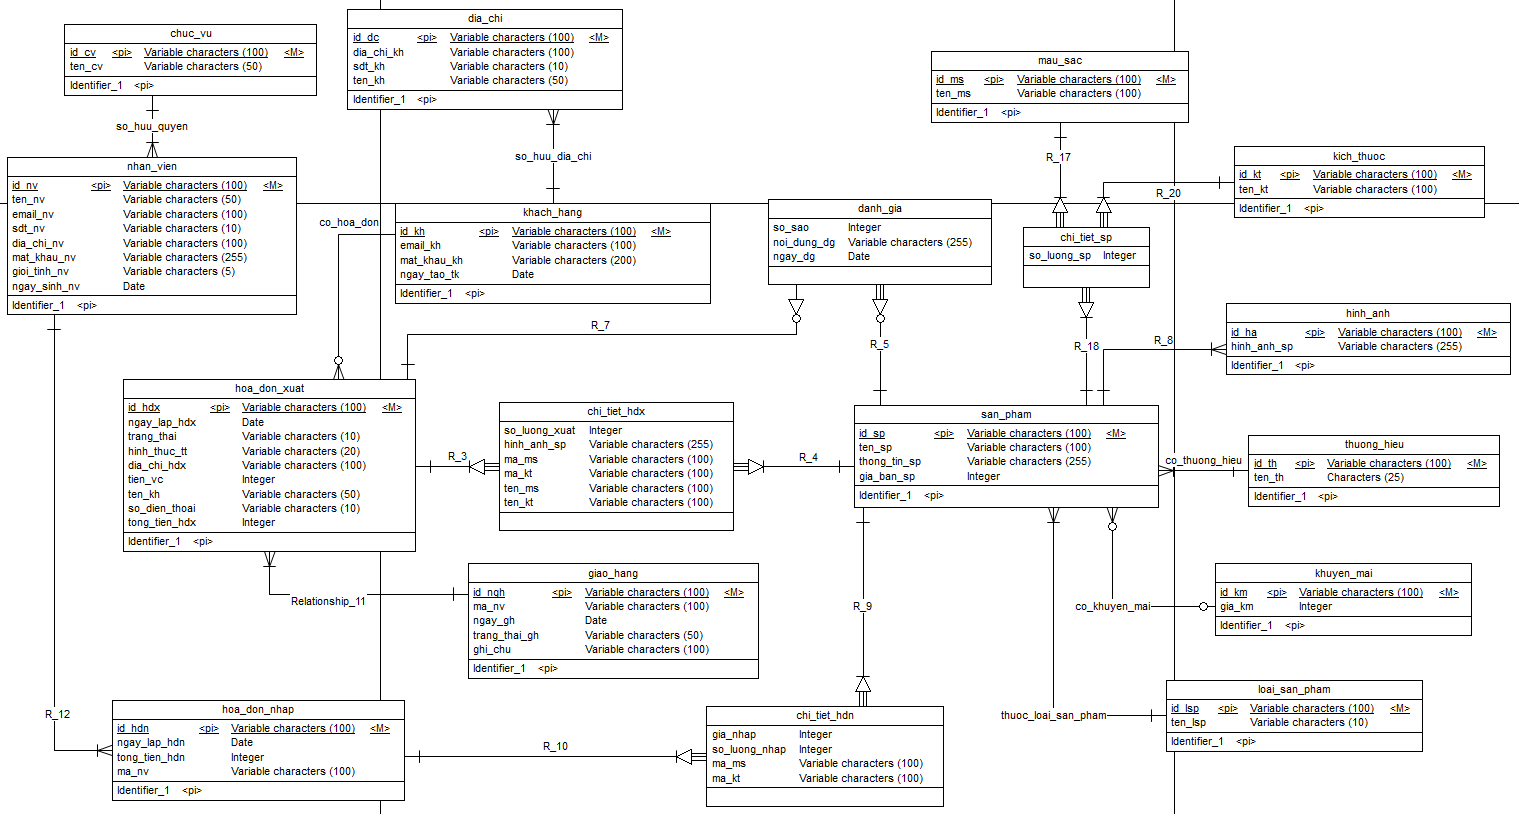 chuc_vu
id_cv <pi> Variable characters (100) <M>
ten_cv Variable characters (50)
Identifier_1 <pi>
so_huu_quyen
dia_chi
id_dc <pi> Variable characters (100) <M>
dia_chi_kh Variable characters (100)
sdt_kh Variable characters (10)
ten_kh Variable characters (50)
Identifier_1 <pi>
so_huu_dia_chi
mau_sac
id_ms <pi> Variable characters (100) <M>
ten_ms Variable characters (100)
Identifier_1 <pi>
R_17
kich_thuoc
id_kt <pi> Variable characters (100) <M>
ten_kt Variable characters (100)
Identifier_1 <pi>
R_20
nhan_vien
id_nv <pi> Variable characters (100) <M>
ten_nv Variable characters (50)
email_nv Variable characters (100)
sdt_nv Variable characters (10)
dia_chi_nv Variable characters (100)
mat_khau_nv Variable characters (255)
gioi_tinh_nv Variable characters (5)
ngay_sinh_nv Date
Identifier_1 <pi>
co_hoa_don
khach_hang
id_kh <pi> Variable characters (100) <M>
email_kh Variable characters (100)
mat_khau_kh Variable characters (200)
ngay_tao_tk Date
Identifier_1 <pi>
danh_gia
so_sao Integer
noi_dung_dg Variable characters (255)
ngay_dg Date
chi_tiet_sp
so_luong_sp Integer
R_7
R_5
R_18
R_8
hinh_anh
id_ha <pi> Variable characters (100) <M>
hinh_anh_sp Variable characters (255)
Identifier_1 <pi>
hoa_don_xuat
id_hdx <pi> Variable characters (100) <M>
ngay_lap_hdx Date
trang_thai Variable characters (10)
hinh_thuc_tt Variable characters (20)
dia_chi_hdx Variable characters (100)
tien_vc Integer
ten_kh Variable characters (50)
so_dien_thoai Variable characters (10)
tong_tien_hdx Integer
Identifier_1 <pi>
R_3
chi_tiet_hdx
so_luong_xuat Integer
hinh_anh_sp Variable characters (255)
ma_ms Variable characters (100)
ma_kt Variable characters (100)
ten_ms Variable characters (100)
ten_kt Variable characters (100)
R_4
san_pham
id_sp <pi> Variable characters (100) <M>
ten_sp Variable characters (100)
thong_tin_sp Variable characters (255)
gia_ban_sp Integer
Identifier_1 <pi>
co_thuong_hieu
thuong_hieu
id_th <pi> Variable characters (100) <M>
ten_th Characters (25)
Identifier_1 <pi>
Relationship_11
giao_hang
id_ngh <pi> Variable characters (100) <M>
ma_nv Variable characters (100)
ngay_gh Date
trang_thai_gh Variable characters (50)
ghi_chu Variable characters (100)
Identifier_1 <pi>
R_9
co_khuyen_mai
khuyen_mai
id_km <pi> Variable characters (100) <M>
gia_km Integer
Identifier_1 <pi>
R_12
hoa_don_nhap
id_hdn <pi> Variable characters (100) <M>
ngay_lap_hdn Date
tong_tien_hdn Integer
ma_nv Variable characters (100)
Identifier_1 <pi>
R_10
chi_tiet_hdn
gia_nhap Integer
so_luong_nhap Integer
ma_ms Variable characters (100)
ma_kt Variable characters (100)
thuoc_loai_san_pham
loai_san_pham
id_lsp <pi> Variable characters (100) <M>
ten_lsp Variable characters (10)
Identifier_1 <pi>